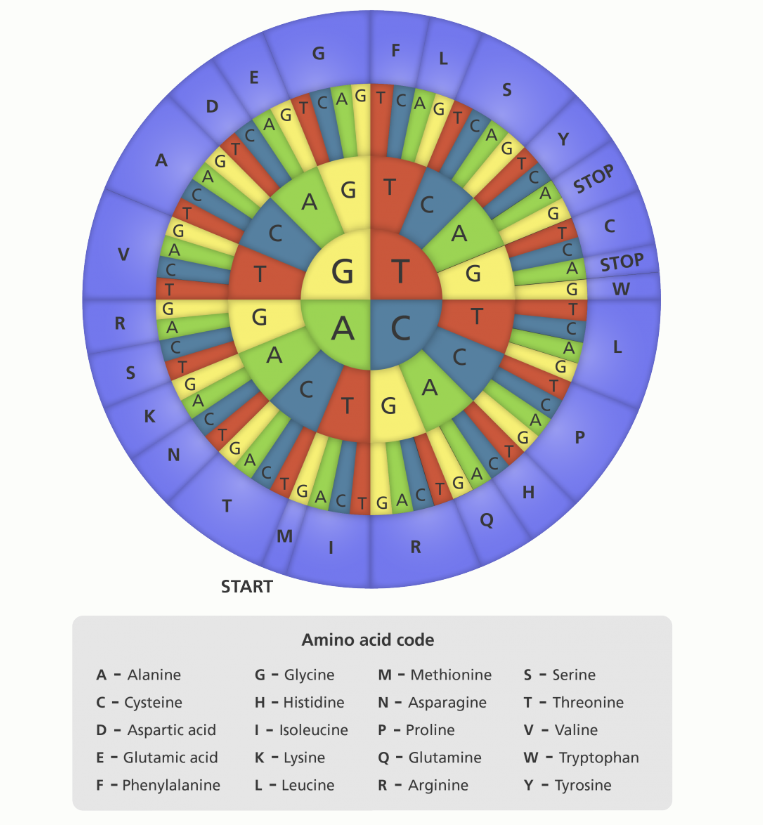 F L S Y STOP C STOP W L P H Q R I M T N K S R V A D E G
T C A G T C A G T C A G T C A G
T C A G T C A G T C A G T C A G
T C A G T C A G T C A G T C A G
T C A G T C A G T C A G T C A G
T C A G T C A G T C A G T C A G
G T
A C
START
Amino acid code
A – Alanine G – Glycine M – Methionine S – Serine
C – Cysteine H – Histidine N – Asparagine T – Threonine
D – Aspartic acid I – Isoleucine P – Proline V – Valine
E – Glutamic acid K – Lysine Q – Glutamine W – Tryptophan
F – Phenylalanine L – Leucine R – Arginine Y – Tyrosine